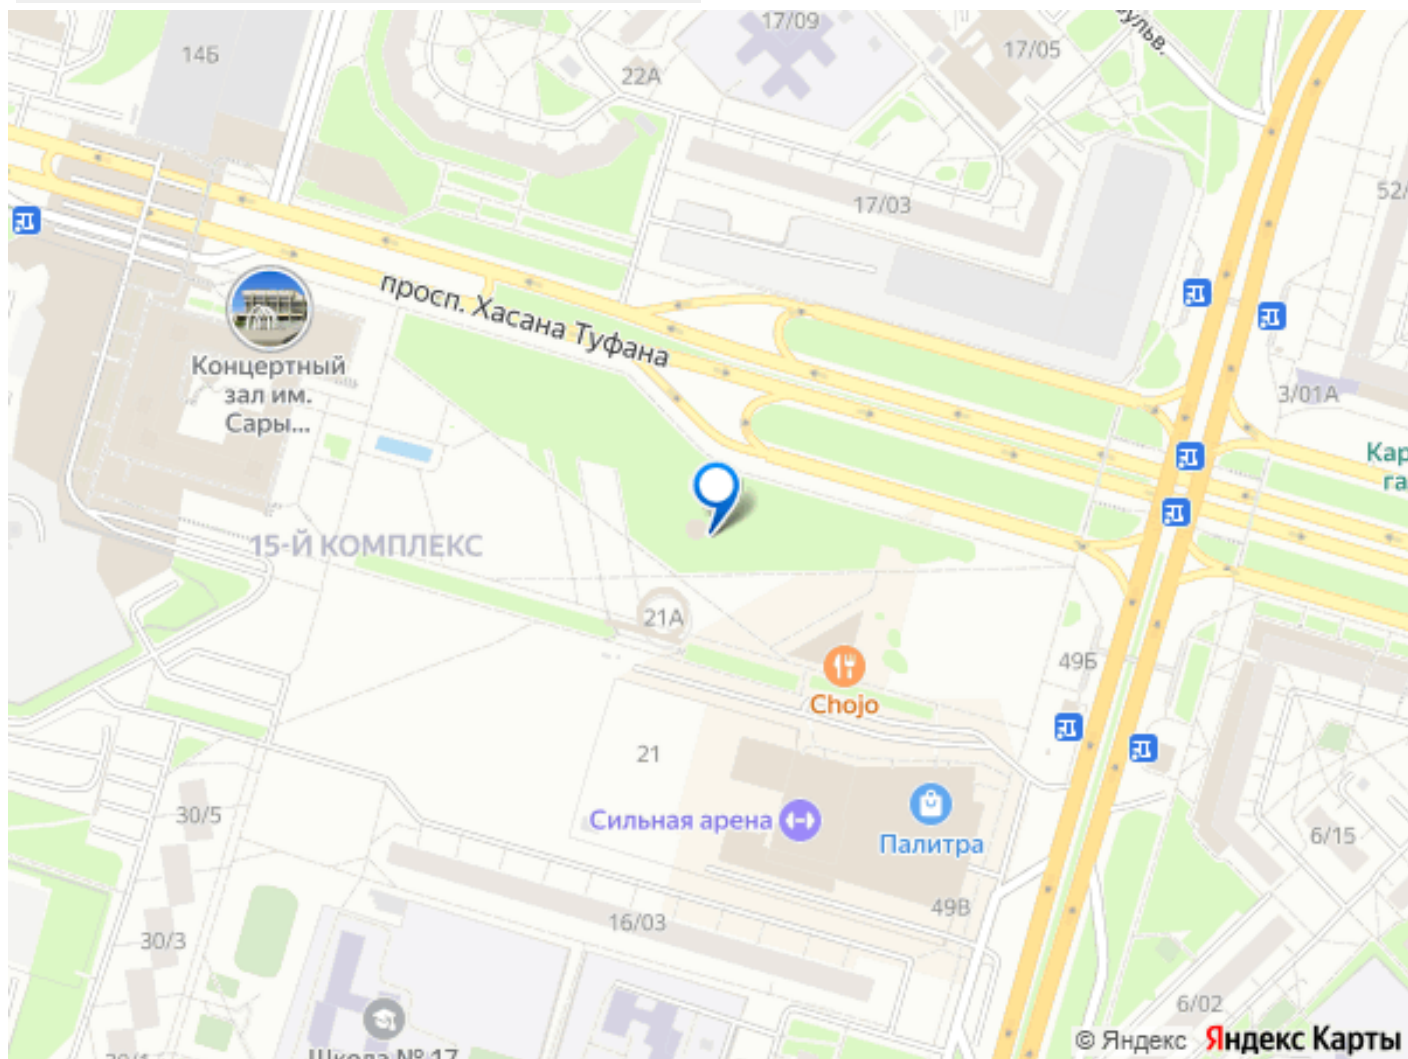 17/09
17/05
14Б
22А
17/03
52/
просп. Хасана Туфана
Концертный
зал им.
Сары...
3/01А
Кар
га
15-Й КОМПЛЕКС
21А
49Б
Chojo
21
Сильная арена
Палитра
30/5
6/15
49В
16/03
30/3
6/02
Школа № 17
© Яндекс Яндекс Карты